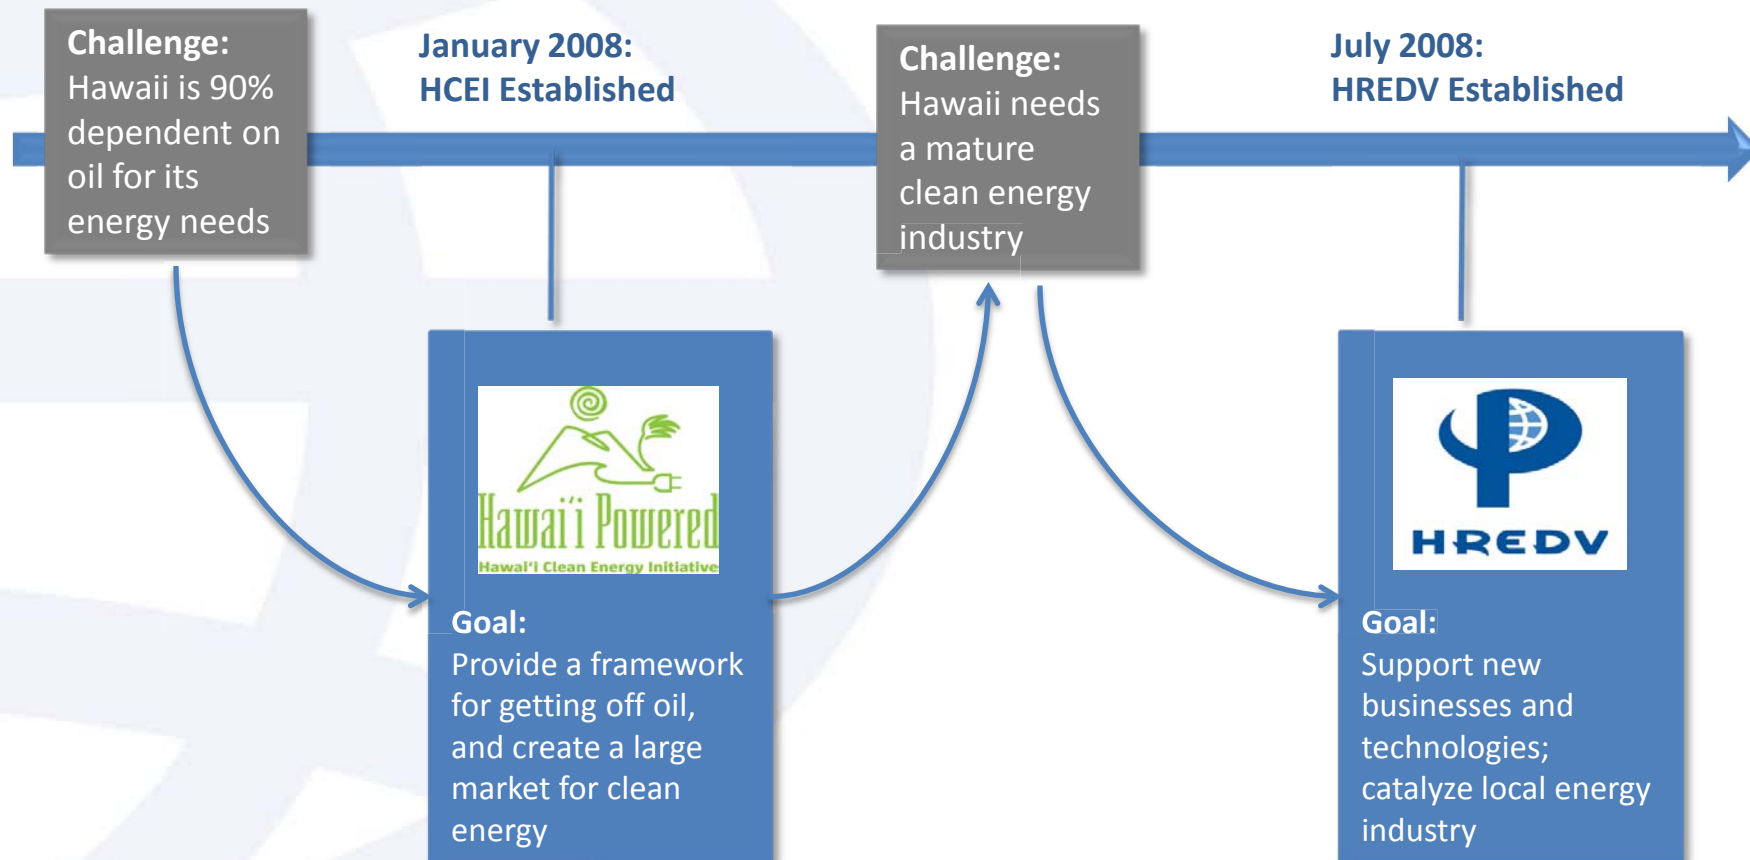 Challenge:
Hawaii is 90%
dependent on
oil for its
energy needs
January 2008:
HCEI Established
Challenge:
Hawaii needs
a mature
clean energy
industry
July 2008:
HREDV Established
Hawai'i Powered
Hawai'i Clean Energy Initiative
Goal:
Provide a framework
for getting off oil,
and create a large
market for clean
energy
HREDV
Goal:
Support new
businesses and
technologies;
catalyze local energy
industry